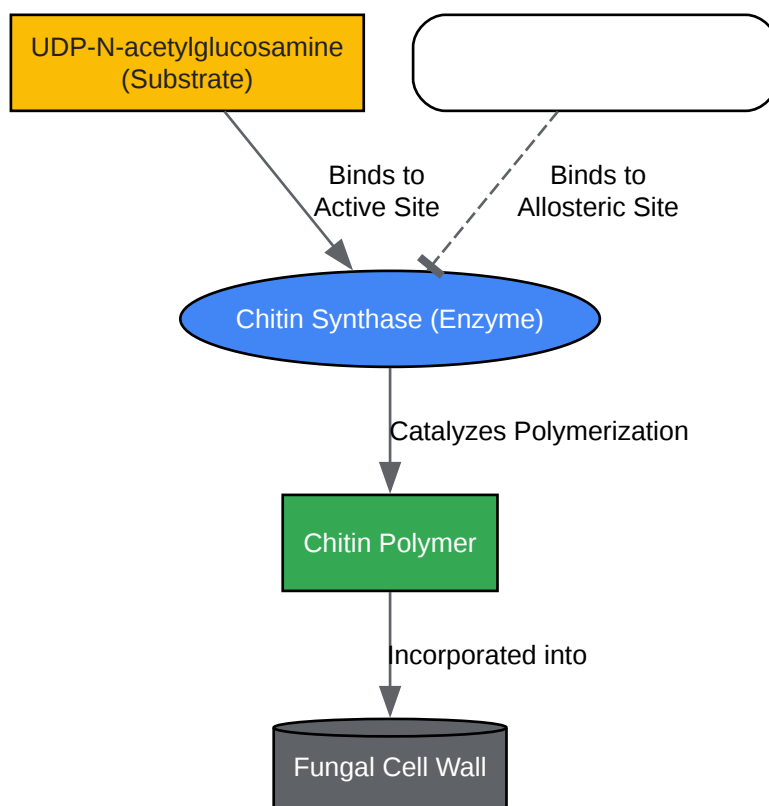 UDP-N-acetylglucosamine
(Substrate)
Binds to
Active Site
Binds to
Allosteric Site
Chitin Synthase (Enzyme)
Catalyzes Polymerization
Chitin Polymer
Incorporated into
Fungal Cell Wall